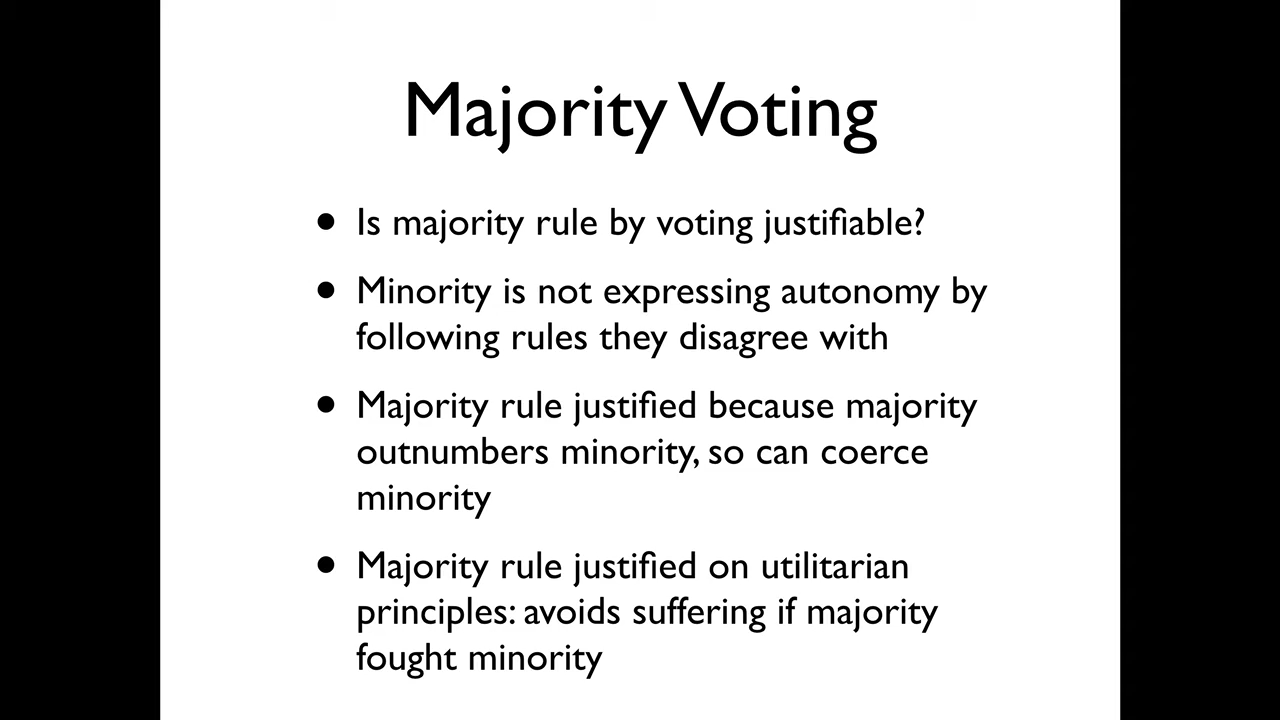 Majority Voting
• Is majority rule by voting justifiable?
• Minority is not expressing autonomy by
following rules they disagree with
• Majority rule justified because majority
outnumbers minority, so can coerce
minority
• Majority rule justified on utilitarian
principles: avoids suffering if majority
fought minority